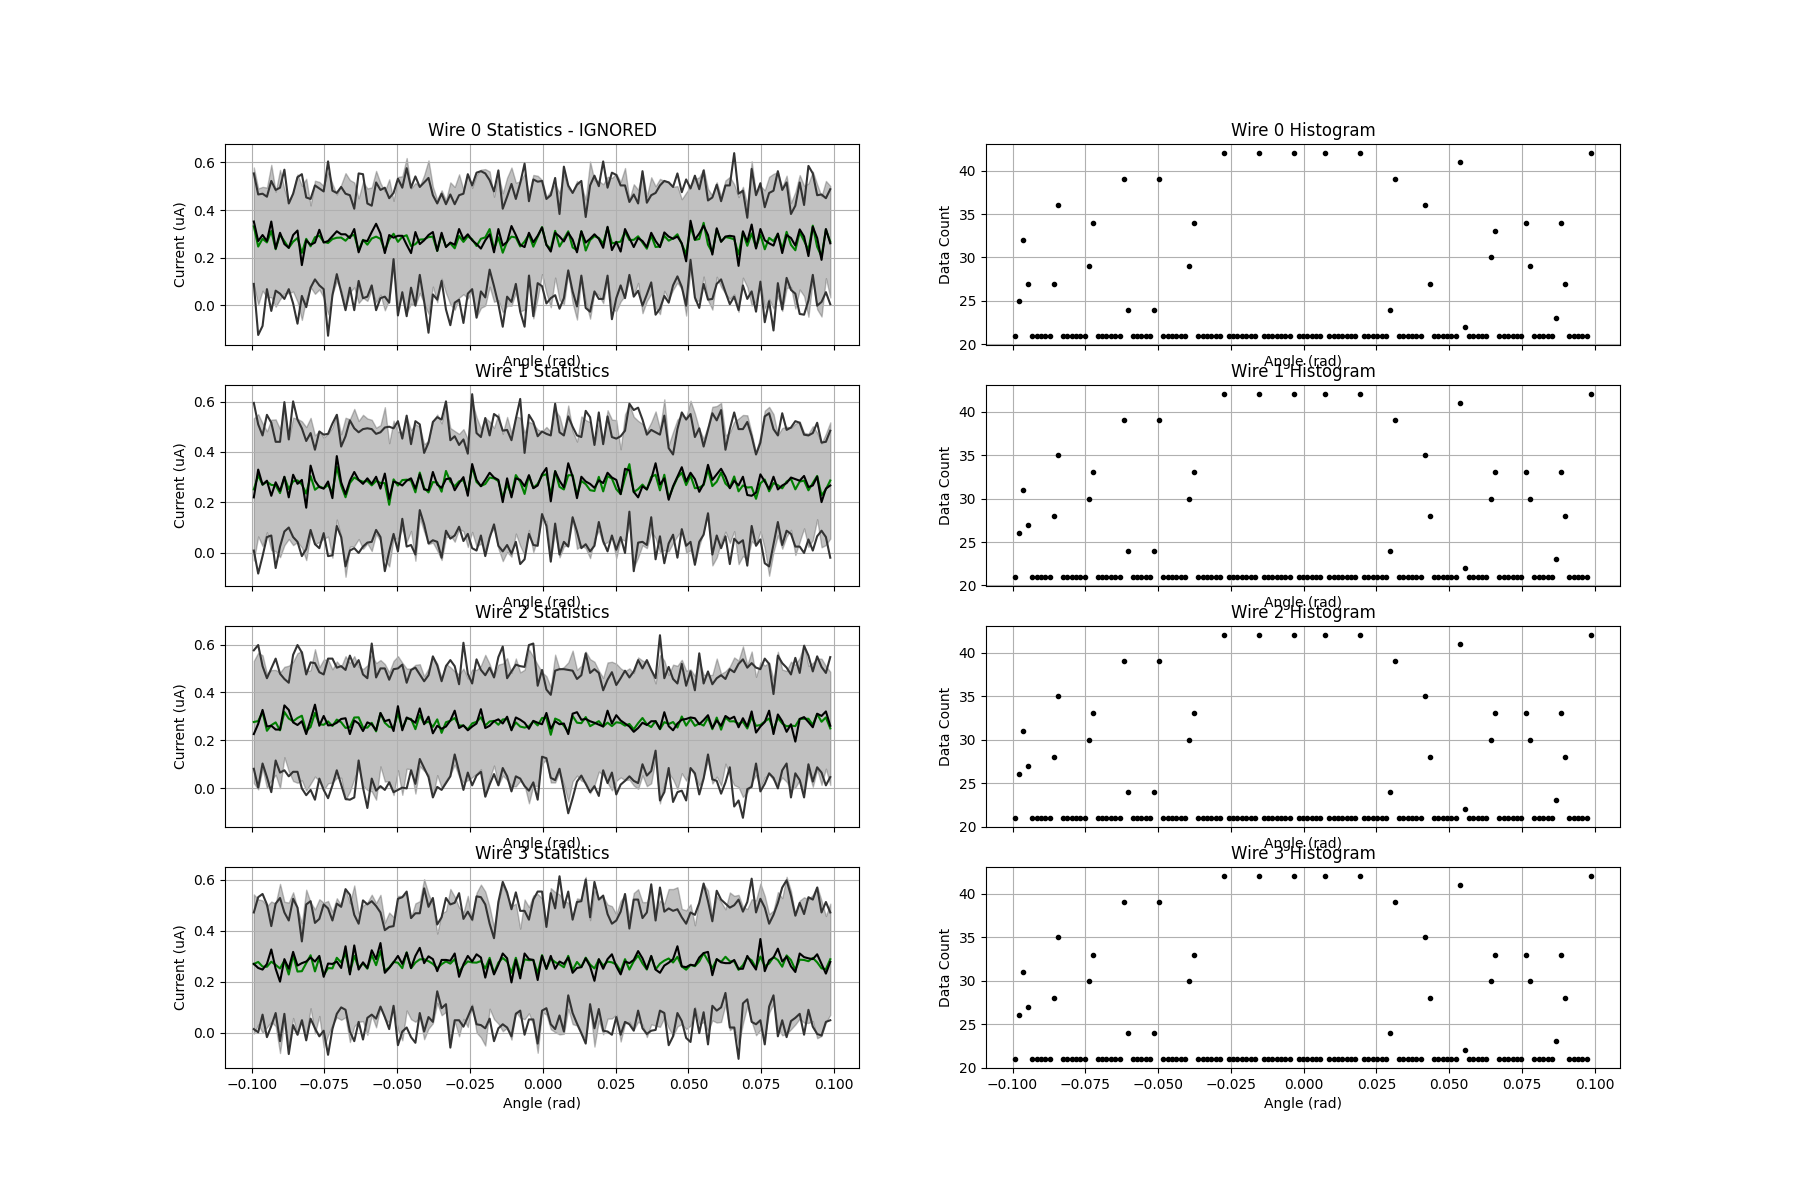 Wire 0 Statistics - IGNORED
Current (uA)
0.6
0.4
0.2
0.0
Angle (rad)
Wire 0 Histogram
Data Count
40
35
30
25
20
Angle (rad)
Wire 1 Statistics
Current (uA)
0.6
0.4
0.2
0.0
Angle (rad)
Wire 1 Histogram
Data Count
40
35
30
25
20
Angle (rad)
Wire 2 Statistics
Current (uA)
0.6
0.4
0.2
0.0
Angle (rad)
Wire 2 Histogram
Data Count
40
35
30
25
20
Angle (rad)
Wire 3 Statistics
Current (uA)
0.6
0.4
0.2
0.0
−0.100 −0.075 −0.050 −0.025 0.000 0.025 0.050 0.075 0.100
Angle (rad)
Wire 3 Histogram
Data Count
40
35
30
25
20
−0.100 −0.075 −0.050 −0.025 0.000 0.025 0.050 0.075 0.100
Angle (rad)